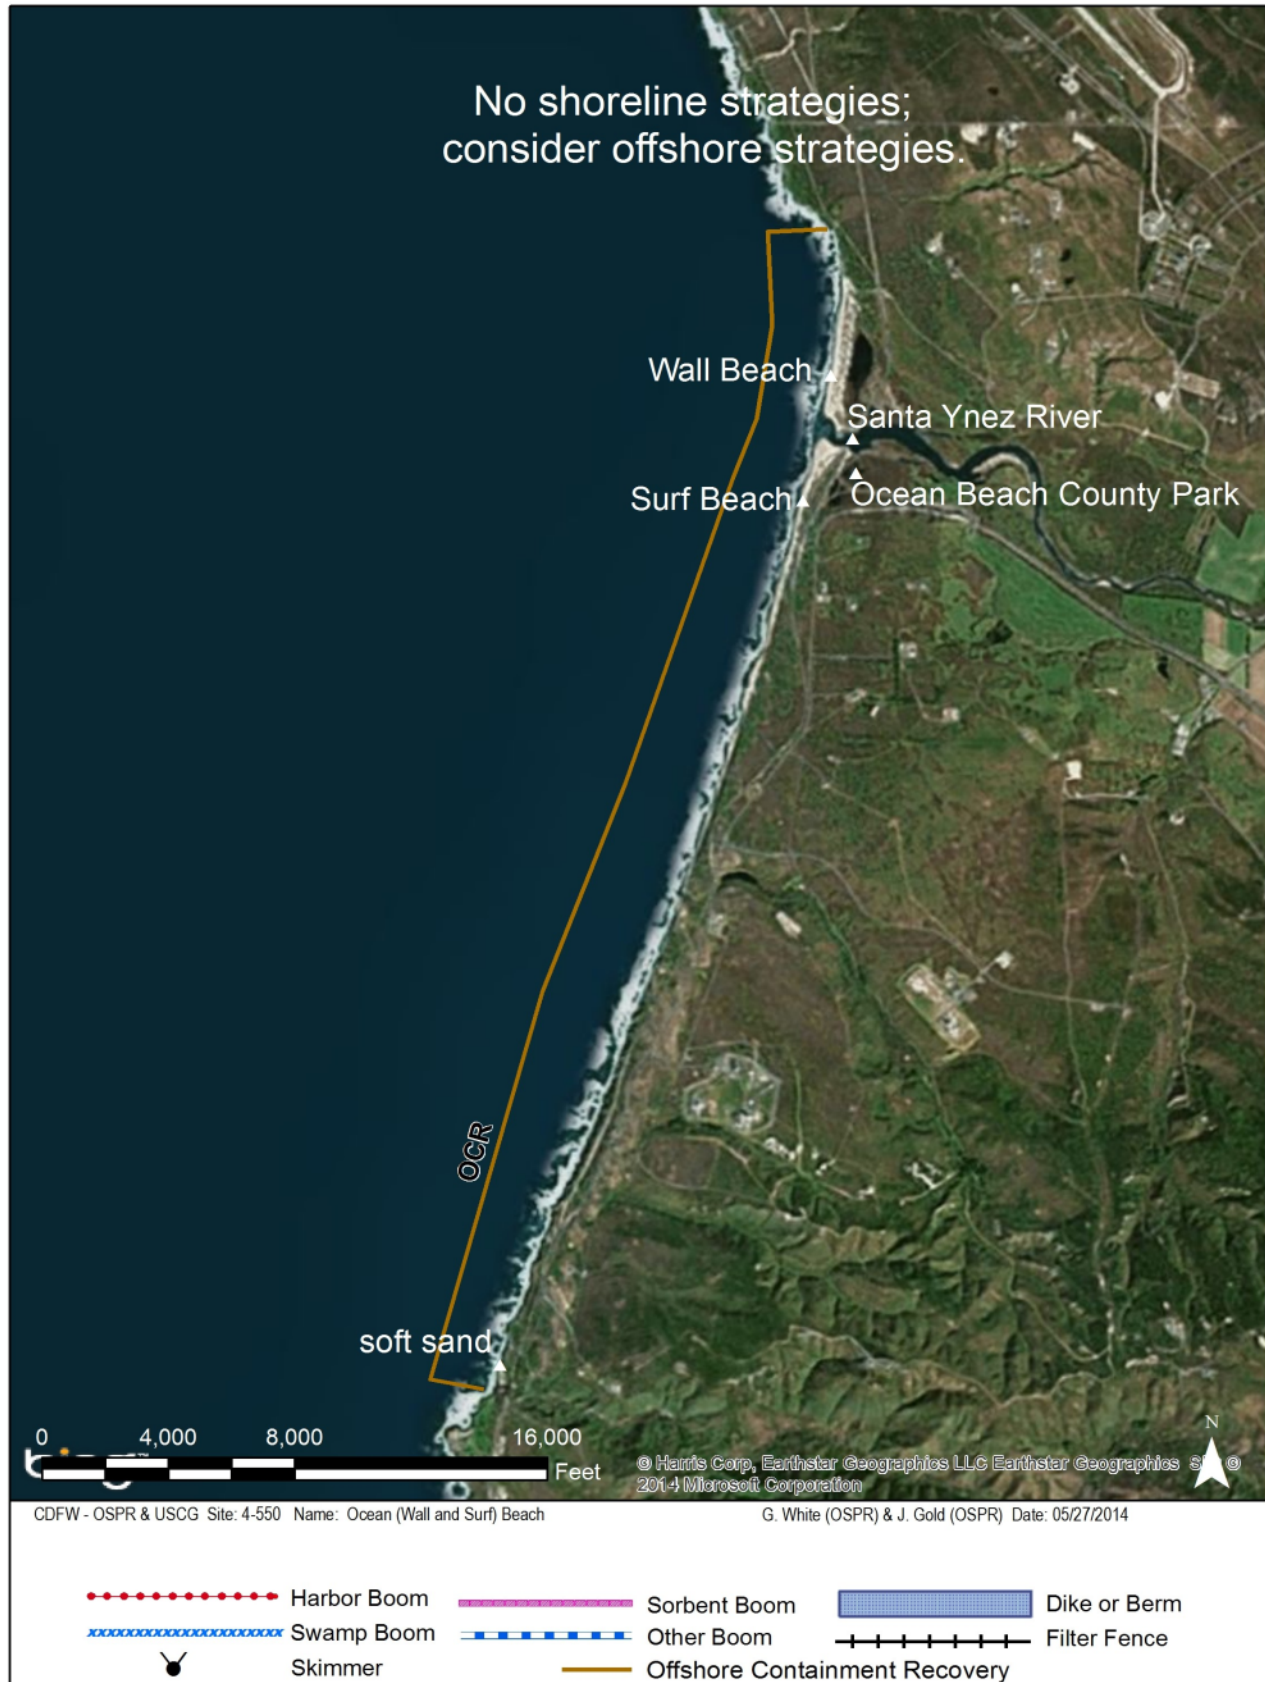 No shoreline strategies;
consider offshore strategies.
Wall Beach
Santa Ynez River
Surf Beach
Ocean Beach County Park
OCR
soft sand
0 4,000 8,000 16,000
Feet
N
© Harris Corp, Earthstar Geographics LLC Earthstar Geographics ©
2014 Microsoft Corporation
CDFW - OSPR & USCG Site: 4-550 Name: Ocean (Wall and Surf) Beach
G. White (OSPR) & J. Gold (OSPR) Date: 05/27/2014
Harbor Boom
Sorbent Boom
Dike or Berm
Swamp Boom
Other Boom
Filter Fence
Skimmer
Offshore Containment Recovery